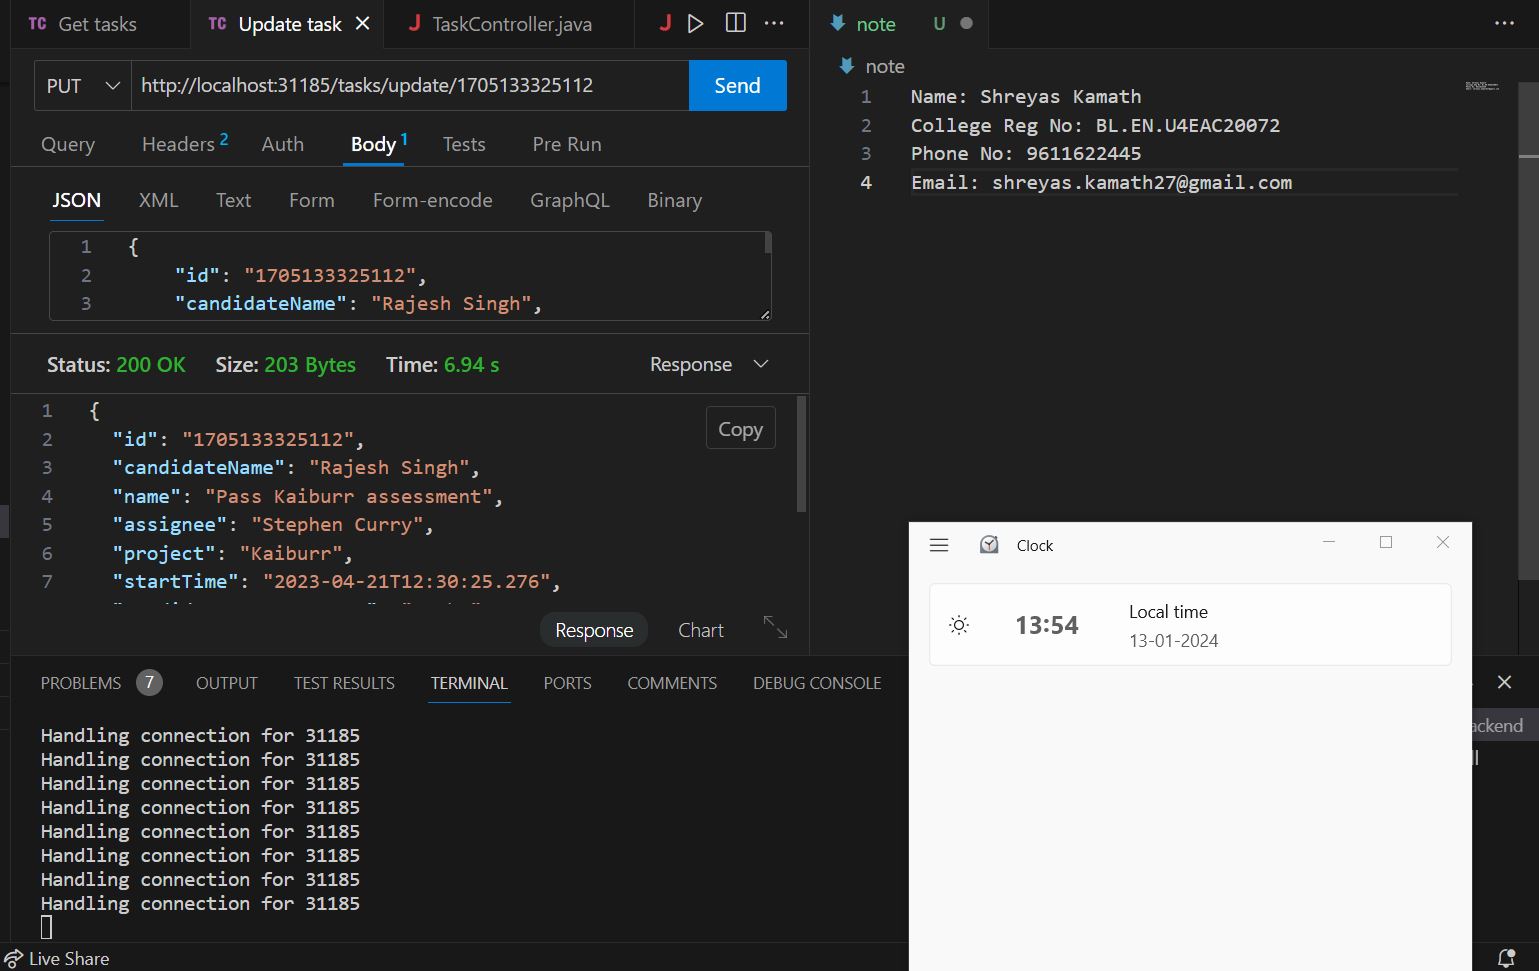 TC Get tasks
TC Update task
J TaskController.java
PUT
http://localhost:31185/tasks/update/1705133325112
Send
Query
Headers 2
Auth
Body 1
Tests
Pre Run
JSON
XML
Text
Form
Form-encode
GraphQL
Binary
1 {
2 "id": "1705133325112",
3 "candidateName": "Rajesh Singh",
Status: 200 OK
Size: 203 Bytes
Time: 6.94 s
Response
Copy
1 {
2 "id": "1705133325112",
3 "candidateName": "Rajesh Singh",
4 "name": "Pass Kaiburr assessment",
5 "assignee": "Stephen Curry",
6 "project": "Kaiburr",
7 "startTime": "2023-04-21T12:30:25.276",
Response
Chart
note U
note
1 Name: Shreyas Kamath
2 College Reg No: BL.EN.U4EAC20072
3 Phone No: 9611622445
4 Email: shreyas.kamath27@gmail.com
PROBLEMS 7
OUTPUT
TEST RESULTS
TERMINAL
PORTS
COMMENTS
DEBUG CONSOLE
Handling connection for 31185
Handling connection for 31185
Handling connection for 31185
Handling connection for 31185
Handling connection for 31185
Handling connection for 31185
Handling connection for 31185
Handling connection for 31185
Clock
13:54
Local time
13-01-2024
ackend
Live Share